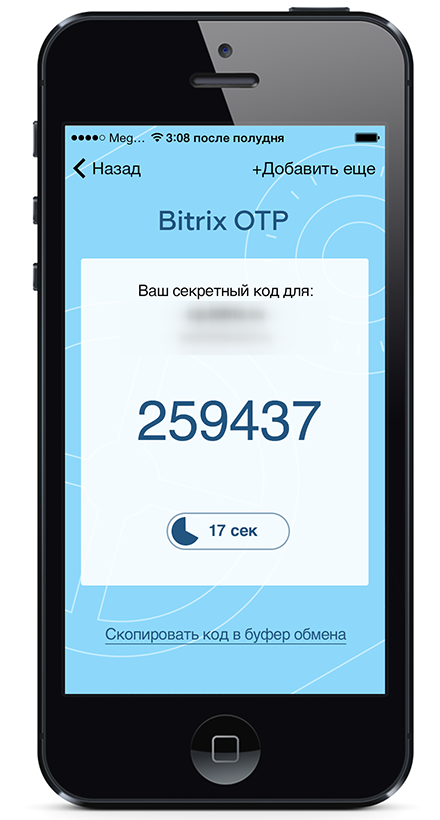 Meg... 3:08 после полудня
Назад +Добавить еще
Bitrix OTP
Ваш секретный код для:
259437
17 сек
Скопировать код в буфер обмена